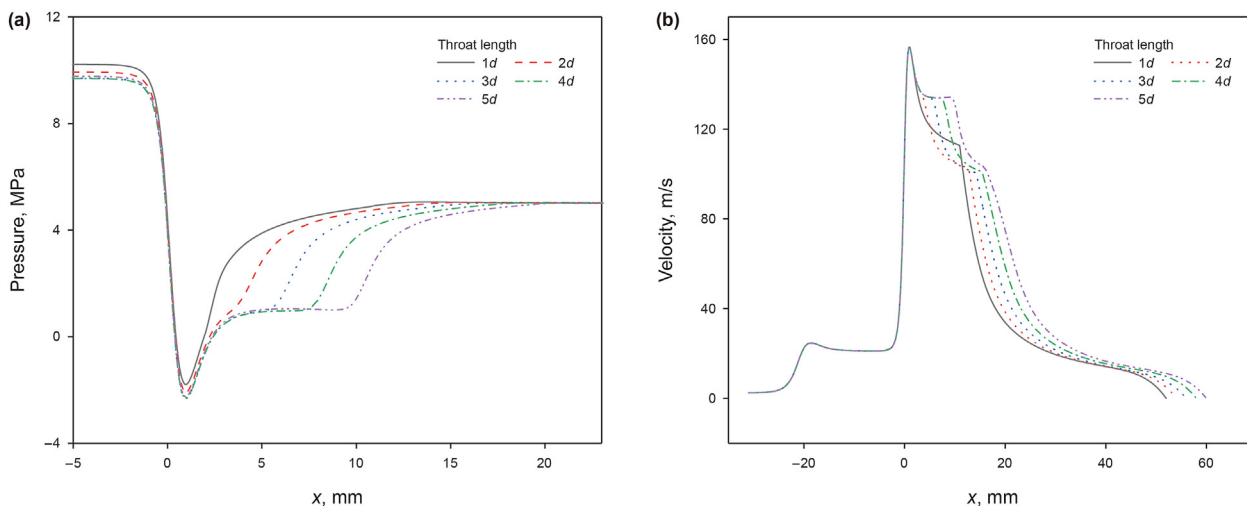 (a)
12
8
4
0
–4
Pressure, MPa
–5
0
5
10
15
20
x, mm
Throat length
1d
2d
3d
4d
5d
(b)
160
120
80
40
0
Velocity, m/s
–20
0
20
40
60
x, mm
Throat length
1d
2d
3d
4d
5d